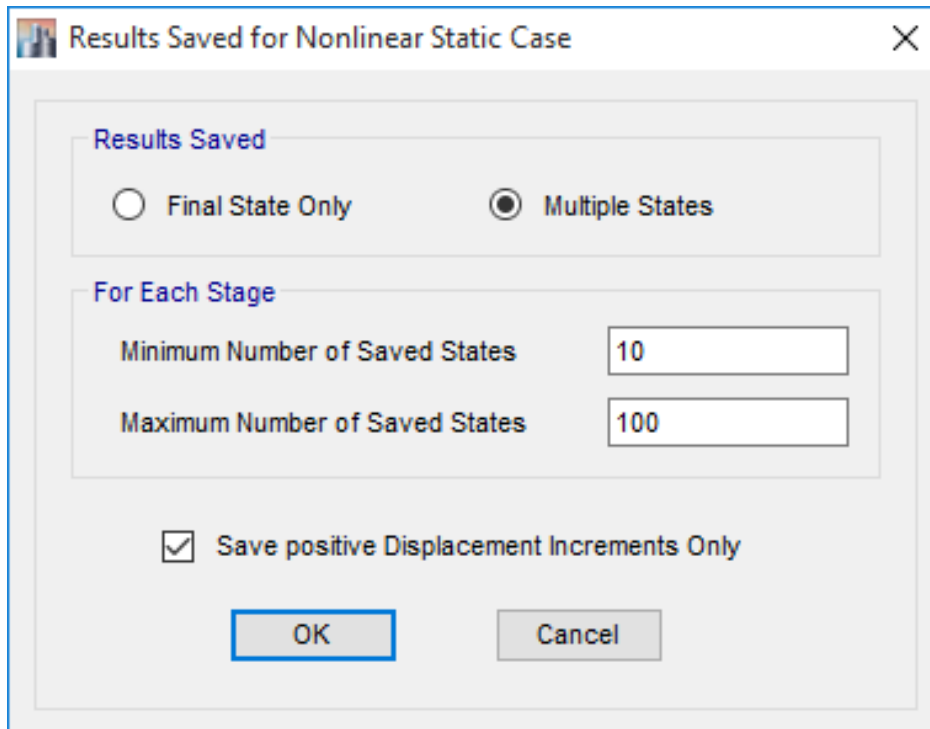 Results Saved for Nonlinear Static Case
Results Saved
Final State Only Multiple States
For Each Stage
Minimum Number of Saved States 10
Maximum Number of Saved States 100
Save positive Displacement Increments Only
OK Cancel